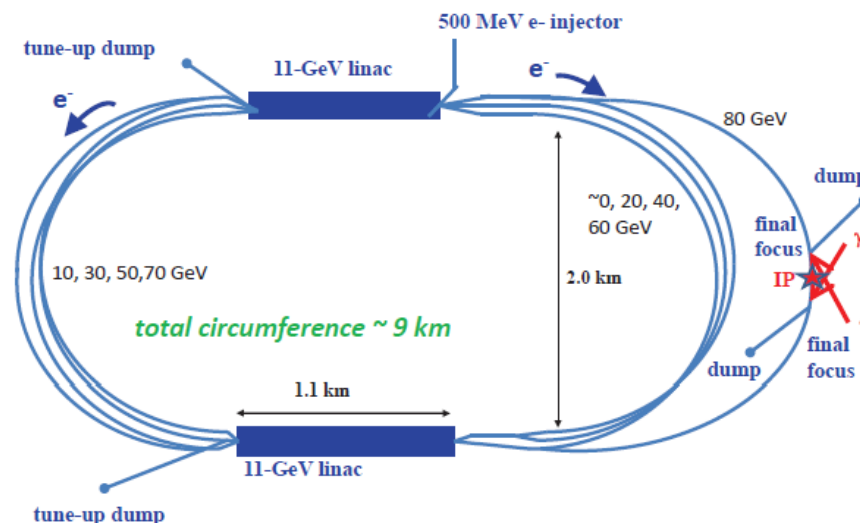 500 MeV e- injector
tune-up dump
11-GeV linac
e-
e-
80 GeV
dump
~0, 20, 40,
60 GeV
final
focus
γ
IP
10, 30, 50,70 GeV
2.0 km
total circumference ~ 9 km
final
focus
dump
1.1 km
11-GeV linac
tune-up dump